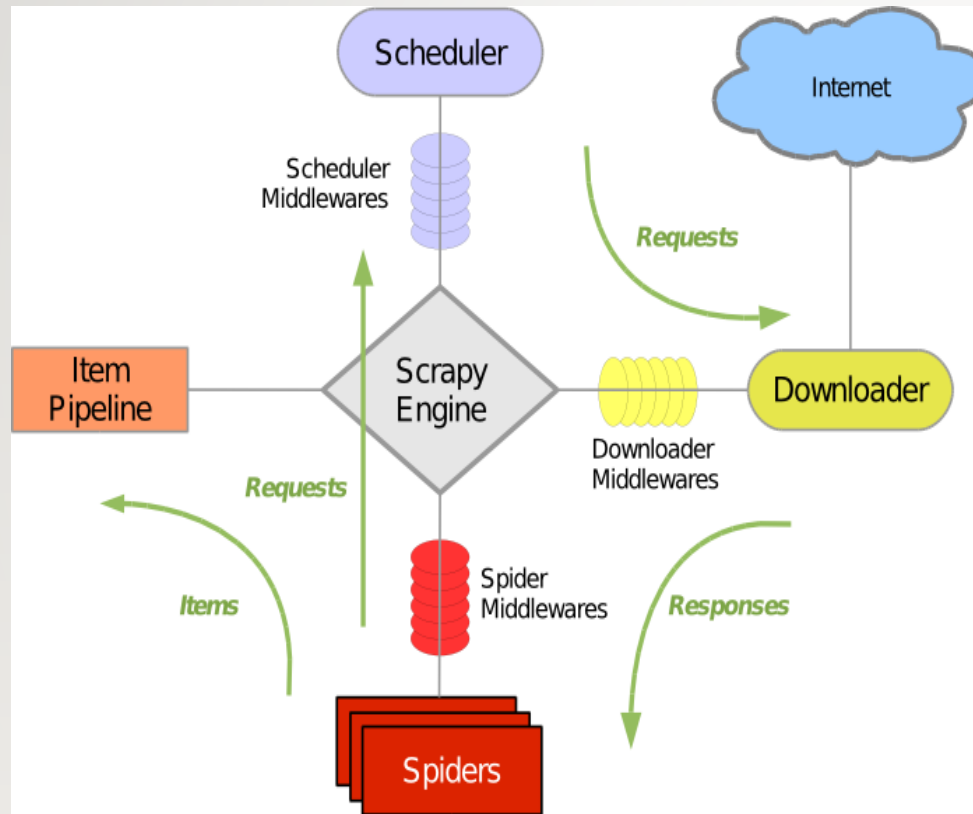 Scheduler
Internet
Scheduler
Middlewares
Requests
Item
Pipeline
Scrapy
Engine
Downloader
Downloader
Middlewares
Requests
Items
Spider
Middlewares
Responses
Spiders